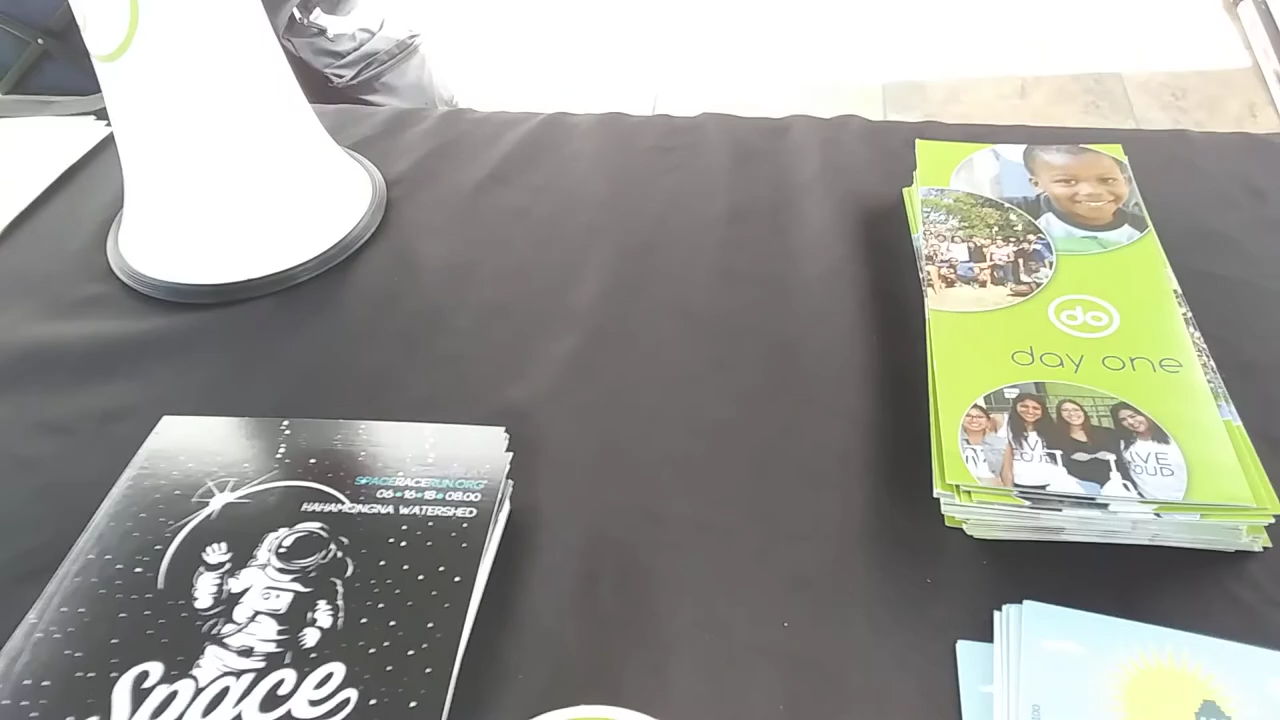 SPACERACERUN.ORG
06•16•18•08.00
HAHAMONGNA WATERSHED
Space
do
day one